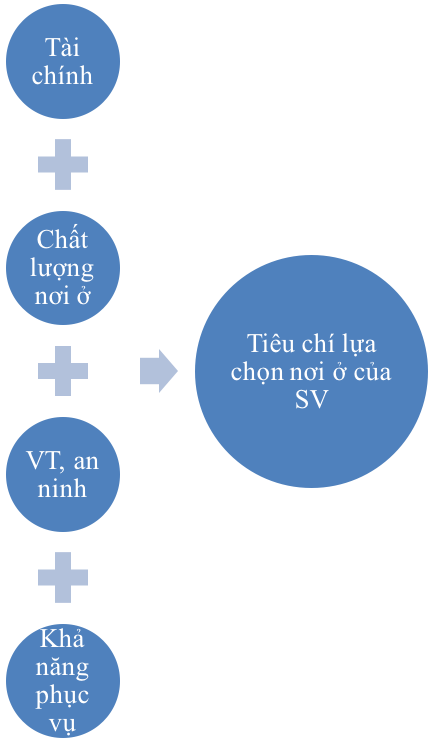 Tài
chính
Chất
lượng
nơi ở
VT, an
ninh
Khả
năng
phục
vụ
Tiêu chí lựa
chọn nơi ở của
SV